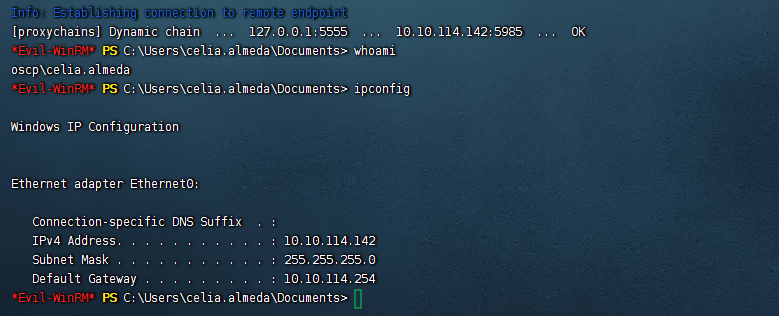 Info: Establishing connection to remote endpoint
[proxychains] Dynamic chain  ...  127.0.0.1:5555  ...  10.10.114.142:5985  ...  OK
*Evil-WinRM* PS C:\Users\celia.almeda\Documents> whoami
oscp\celia.almeda
*Evil-WinRM* PS C:\Users\celia.almeda\Documents> ipconfig
Windows IP Configuration
Ethernet adapter Ethernet0:
   Connection-specific DNS Suffix  . :
   IPv4 Address. . . . . . . . . . . : 10.10.114.142
   Subnet Mask . . . . . . . . . . . : 255.255.255.0
   Default Gateway . . . . . . . . . : 10.10.114.254
*Evil-WinRM* PS C:\Users\celia.almeda\Documents>